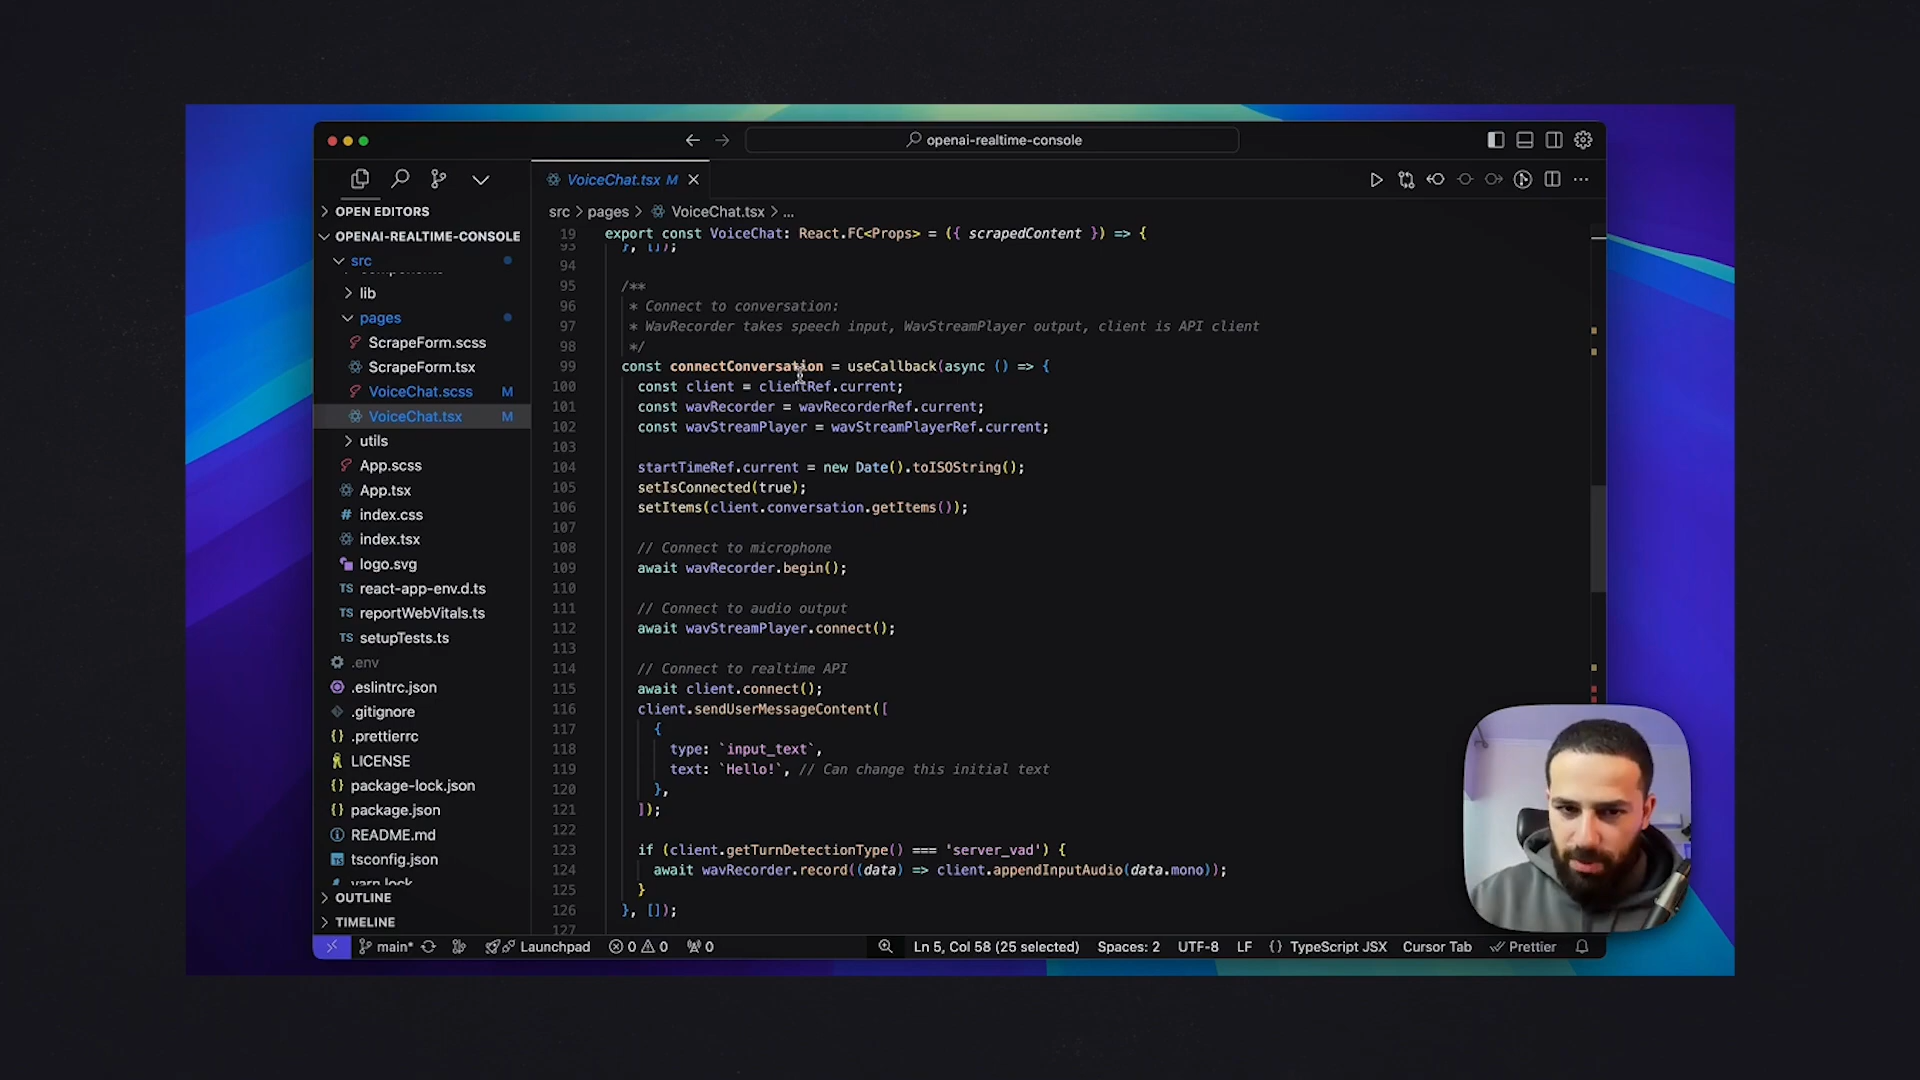 openai-realtime-console
VoiceChat.tsx M
OPEN EDITORS
OPENAI-REALTIME-CONSOLE
src
components
lib
pages
ScrapeForm.scss
ScrapeForm.tsx
VoiceChat.scss M
VoiceChat.tsx M
utils
App.scss
App.tsx
# index.css
index.tsx
logo.svg
TS react-app-env.d.ts
TS reportWebVitals.ts
TS setupTests.ts
.env
.eslintrc.json
.gitignore
{} .prettierrc
LICENSE
{} package-lock.json
{} package.json
README.md
tsconfig.json
yarn.lock
OUTLINE
TIMELINE
src > pages > VoiceChat.tsx > ...
19 export const VoiceChat: React.FC<Props> = ({ scrapedContent }) => {
93 }, []);
94
95 /**
96 * Connect to conversation:
97 * WavRecorder takes speech input, WavStreamPlayer output, client is API client
98 */
99 const connectConversation = useCallback(async () => {
100 const client = clientRef.current;
101 const wavRecorder = wavRecorderRef.current;
102 const wavStreamPlayer = wavStreamPlayerRef.current;
103
104 startTimeRef.current = new Date().toISOString();
105 setIsConnected(true);
106 setItems(client.conversation.getItems());
107
108 // Connect to microphone
109 await wavRecorder.begin();
110
111 // Connect to audio output
112 await wavStreamPlayer.connect();
113
114 // Connect to realtime API
115 await client.connect();
116 client.sendUserMessageContent([
117 {
118 type: `input_text`,
119 text: `Hello!`, // Can change this initial text
120 },
121 ]);
122
123 if (client.getTurnDetectionType() === 'server_vad') {
124 await wavRecorder.record((data) => client.appendInputAudio(data.mono));
125 }
126 }, []);
127
main* Launchpad 0 0 0 Ln 5, Col 58 (25 selected) Spaces: 2 UTF-8 LF {} TypeScript JSX Cursor Tab Prettier